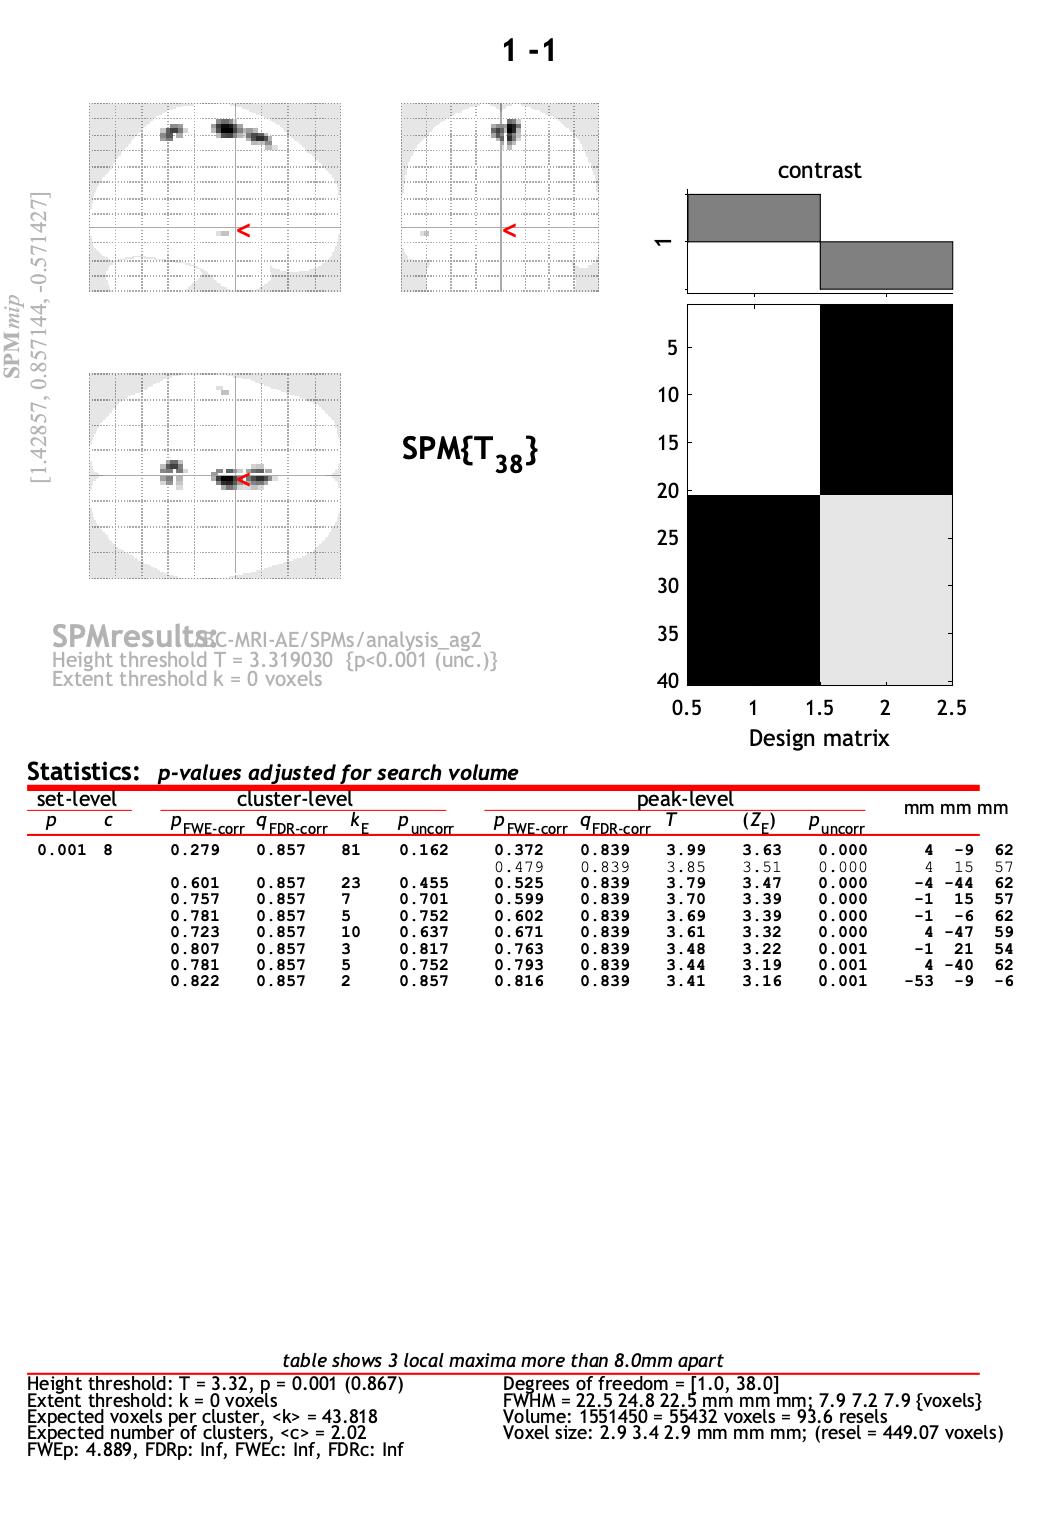 1 -1
contrast
1
SPMmip
[1.42857, 0.857144, -0.571427]
<
<
<
SPM{T38}
5
10
15
20
25
30
35
40
0.5 1 1.5 2 2.5
Design matrix
SPMresults: C-MRI-AE/SPMs/analysis_ag2
Height threshold T = 3.319030 {p<0.001 (unc.)}
Extent threshold k = 0 voxels
Statistics: p-values adjusted for search volume
set-level cluster-level peak-level mm mm mm
p c pFWE-corr qFDR-corr kE puncorr pFWE-corr qFDR-corr T (ZE) puncorr
0.001 8 0.279 0.857 81 0.162 0.372 0.839 3.99 3.63 0.000 4 -9 62
0.479 0.839 3.85 3.51 0.000 4 15 57
0.601 0.857 23 0.455 0.525 0.839 3.79 3.47 0.000 -4 -44 62
0.757 0.857 7 0.701 0.599 0.839 3.70 3.39 0.000 -1 15 57
0.781 0.857 5 0.752 0.602 0.839 3.69 3.39 0.000 -1 -6 62
0.723 0.857 10 0.637 0.671 0.839 3.61 3.32 0.000 4 -47 59
0.807 0.857 3 0.817 0.763 0.839 3.48 3.22 0.001 -1 21 54
0.781 0.857 5 0.752 0.793 0.839 3.44 3.19 0.001 4 -40 62
0.822 0.857 2 0.857 0.816 0.839 3.41 3.16 0.001 -53 -9 -6
table shows 3 local maxima more than 8.0mm apart
Height threshold: T = 3.32, p = 0.001 (0.867)
Extent threshold: k = 0 voxels
Expected voxels per cluster, <k> = 43.818
Expected number of clusters, <c> = 2.02
FWEp: 4.889, FDRp: Inf, FWEc: Inf, FDRc: Inf
Degrees of freedom = [1.0, 38.0]
FWHM = 22.5 24.8 22.5 mm mm mm; 7.9 7.2 7.9 {voxels}
Volume: 1551450 = 55432 voxels = 93.6 resels
Voxel size: 2.9 3.4 2.9 mm mm mm; (resel = 449.07 voxels)